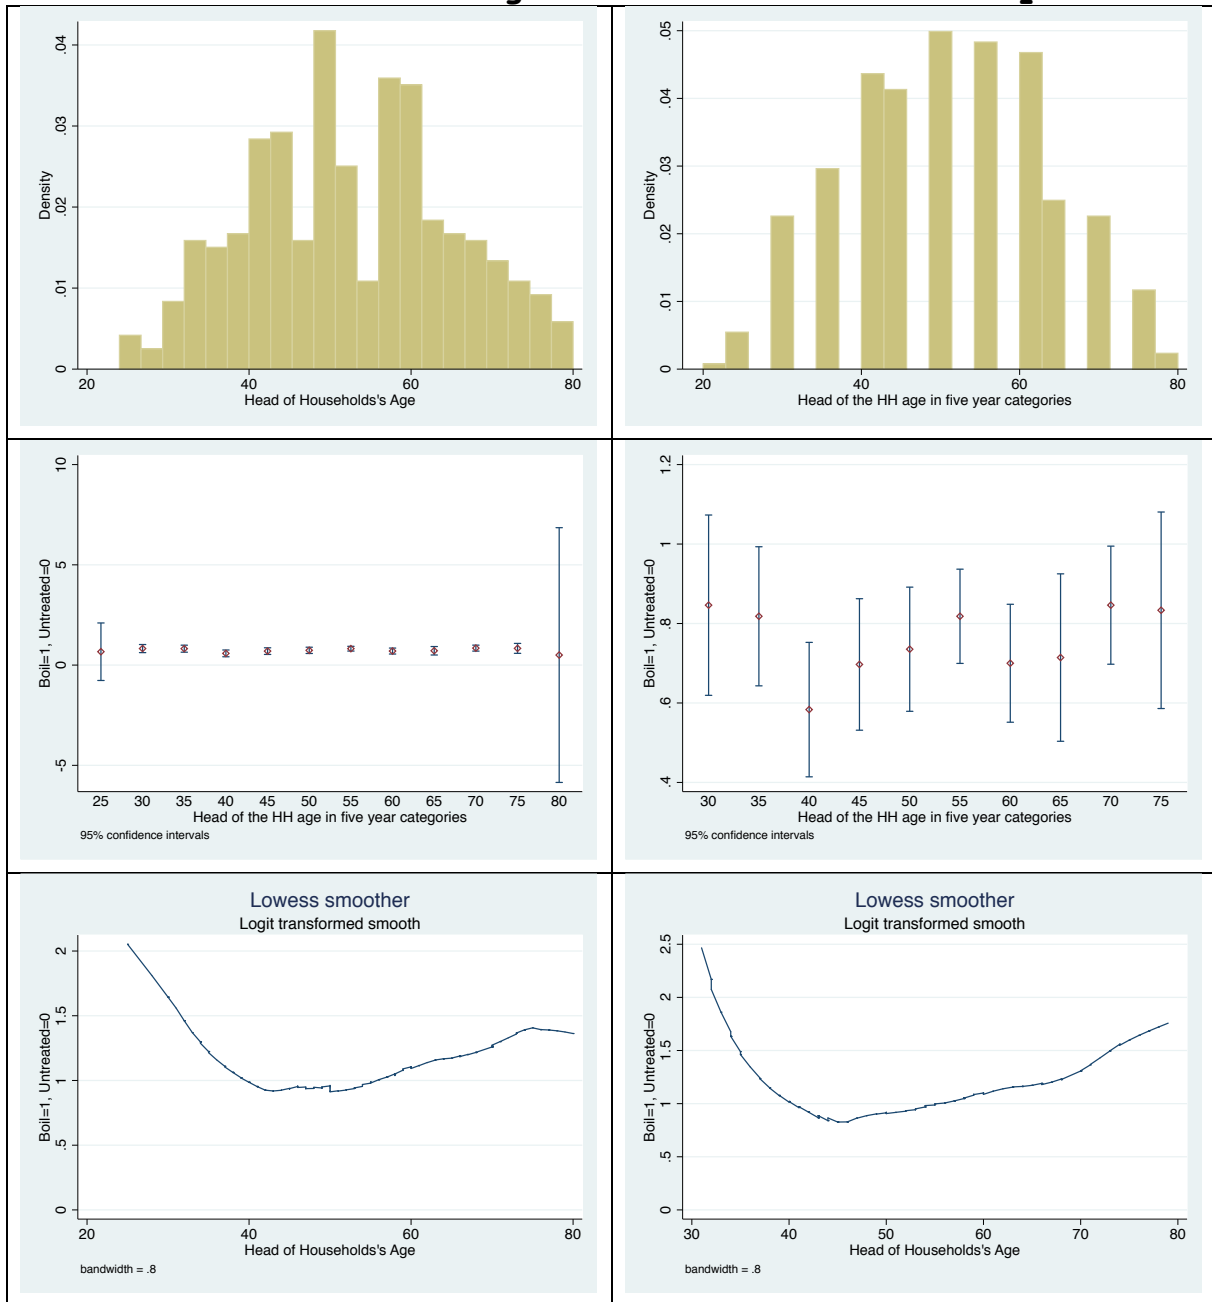 .04
.03
.02
.01
0
Density
20 40 60 80
Head of Households's Age
.05
.04
.03
.02
.01
0
Density
20 40 60 80
Head of the HH age in five year categories
10
5
0
-5
Boil=1, Untreated=0
25 30 35 40 45 50 55 60 65 70 75 80
Head of the HH age in five year categories
95% confidence intervals
1.2
1
.8
.6
.4
Boil=1, Untreated=0
30 35 40 45 50 55 60 65 70 75
Head of the HH age in five year categories
95% confidence intervals
Lowess smoother
Logit transformed smooth
2
1.5
1
.5
0
Boil=1, Untreated=0
20 40 60 80
Head of Households's Age
bandwidth = .8
Lowess smoother
Logit transformed smooth
2.5
2
1.5
1
.5
0
Boil=1, Untreated=0
30 40 50 60 70 80
Head of Households's Age
bandwidth = .8